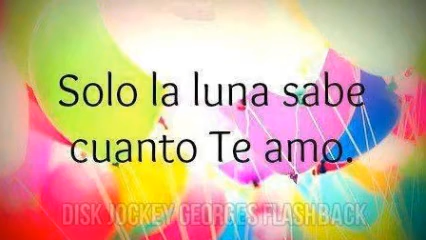 Solo la luna sabe
cuanto Te amo.
DISK JOCKEY GEORGES FLASHBACK